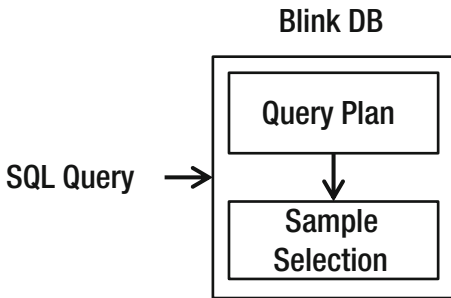 Blink DB
Query Plan
SQL Query
Sample
Selection